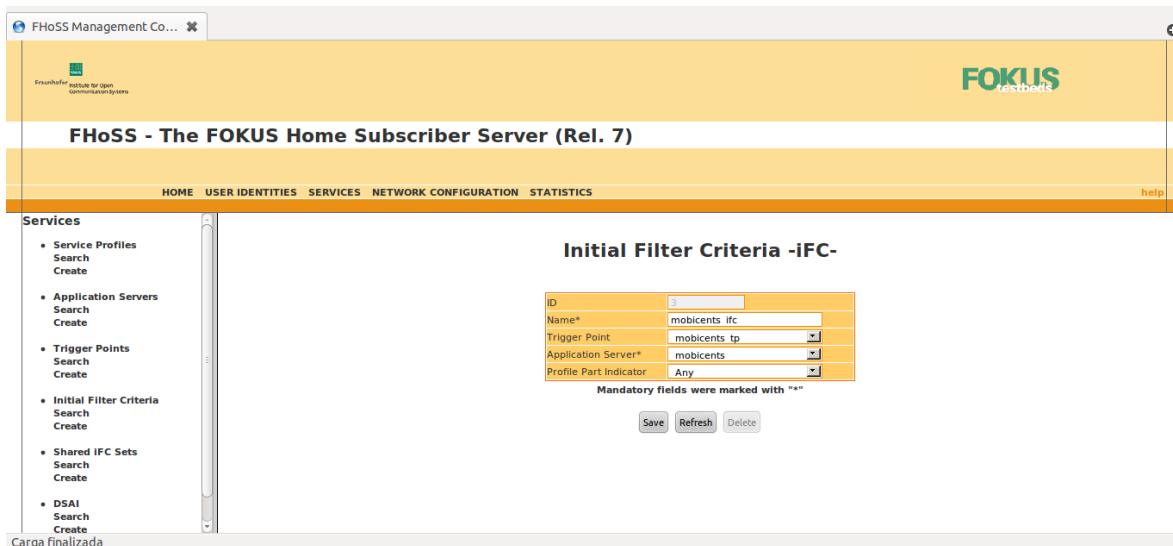 FHoSS Management Co...
Fraunhofer Institute for Open
Communication Systems
FOKUS
testbeds
FHoSS - The FOKUS Home Subscriber Server (Rel. 7)
HOME USER IDENTITIES SERVICES NETWORK CONFIGURATION STATISTICS help
Services
Service Profiles
Search
Create
Application Servers
Search
Create
Trigger Points
Search
Create
Initial Filter Criteria
Search
Create
Shared iFC Sets
Search
Create
DSAI
Search
Create
Initial Filter Criteria -iFC-
ID 3
Name* mobicents_ifc
Trigger Point mobicents_tp
Application Server* mobicents
Profile Part Indicator Any
Mandatory fields were marked with "*"
Save Refresh Delete
Carga finalizada